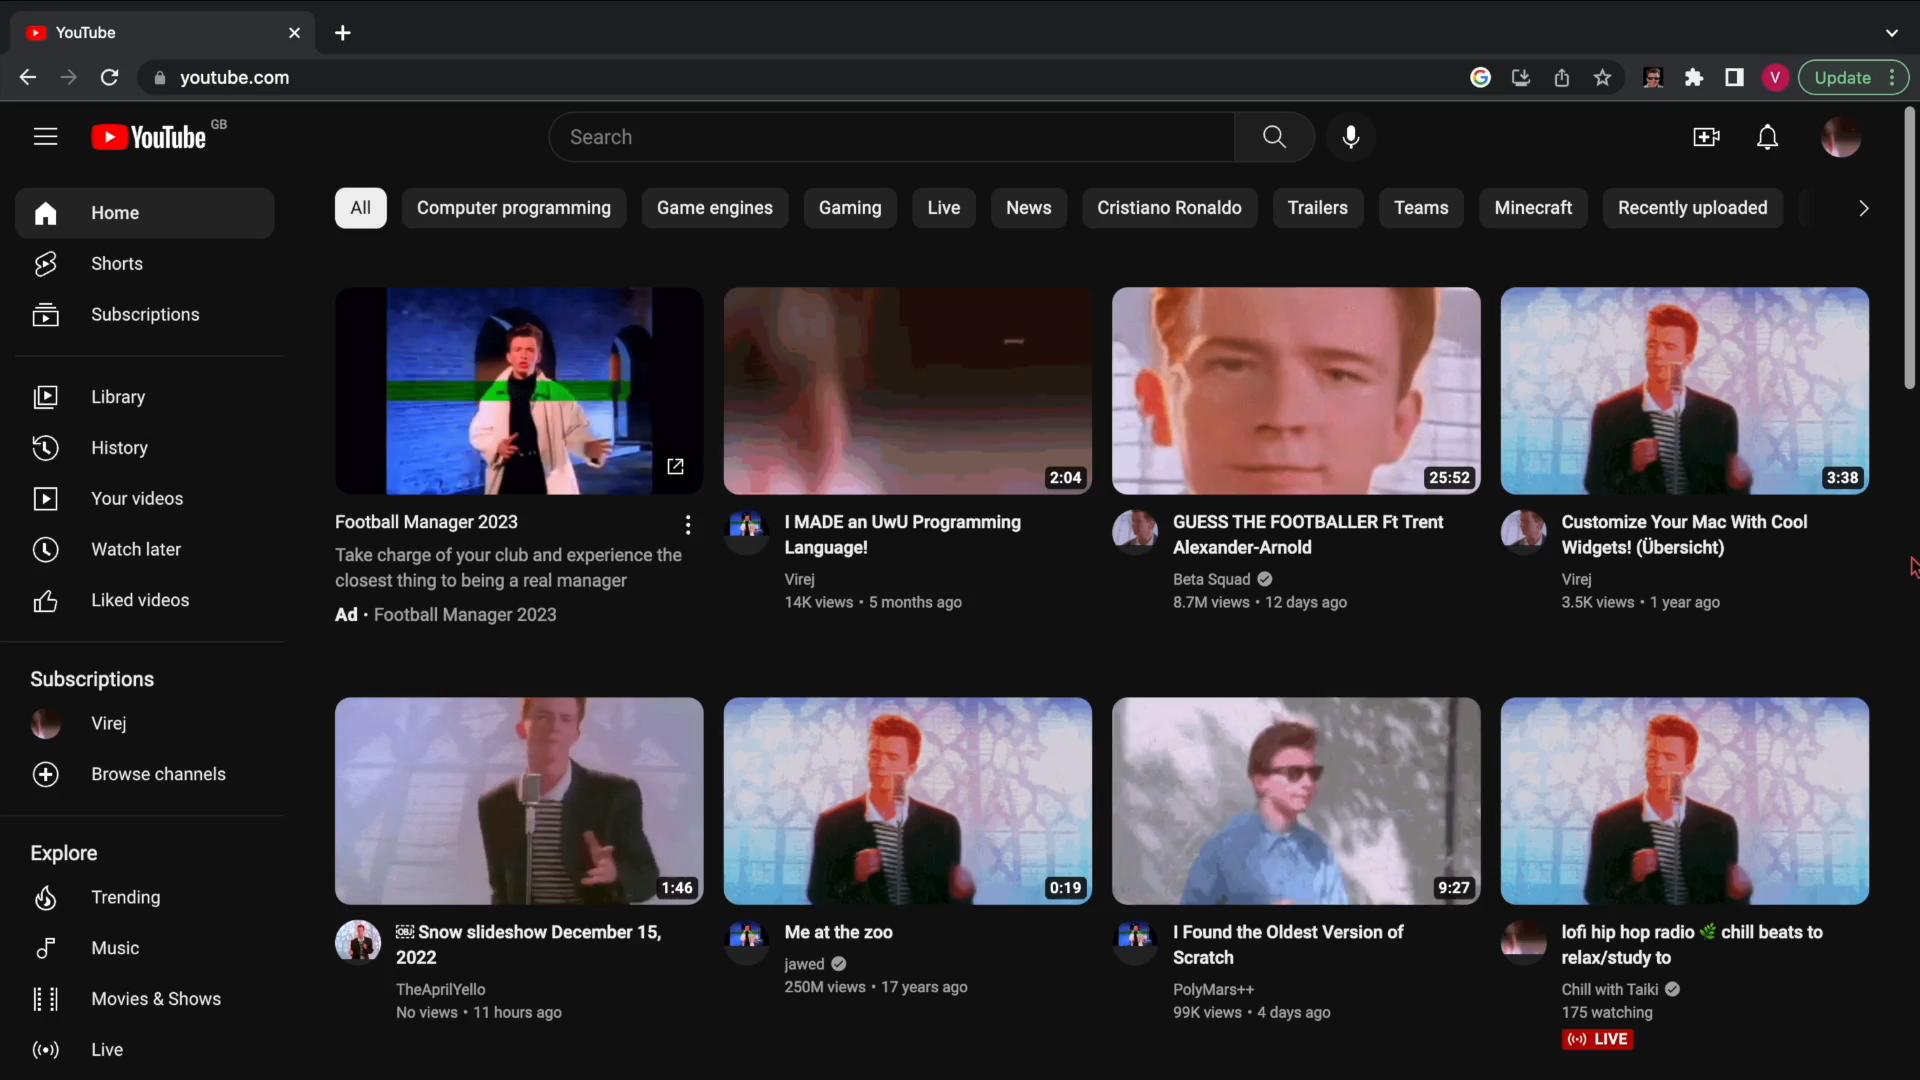 YouTube
youtube.com
V
Update
YouTube GB
Search
Home
Shorts
Subscriptions
Library
History
Your videos
Watch later
Liked videos
Subscriptions
Virej
Browse channels
Explore
Trending
Music
Movies & Shows
Live
All
Computer programming
Game engines
Gaming
Live
News
Cristiano Ronaldo
Trailers
Teams
Minecraft
Recently uploaded
Football Manager 2023
Take charge of your club and experience the
closest thing to being a real manager
Ad • Football Manager 2023
2:04
I MADE an UwU Programming
Language!
Virej
14K views • 5 months ago
25:52
GUESS THE FOOTBALLER Ft Trent
Alexander-Arnold
Beta Squad
8.7M views • 12 days ago
3:38
Customize Your Mac With Cool
Widgets! (Übersicht)
Virej
3.5K views • 1 year ago
1:46
Snow slideshow December 15,
2022
TheAprilYello
No views • 11 hours ago
0:19
Me at the zoo
jawed
250M views • 17 years ago
9:27
I Found the Oldest Version of
Scratch
PolyMars++
99K views • 4 days ago
lofi hip hop radio 🌿 chill beats to
relax/study to
Chill with Taiki
175 watching
LIVE